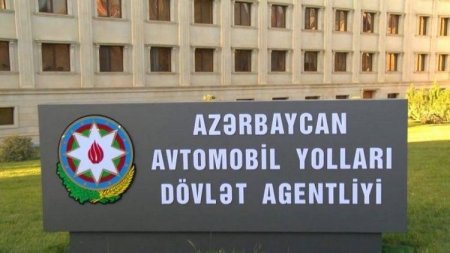 AZƏRBAYCAN
AVTOMOBİL YOLLARI
DÖVLƏT AGENTLİYİ